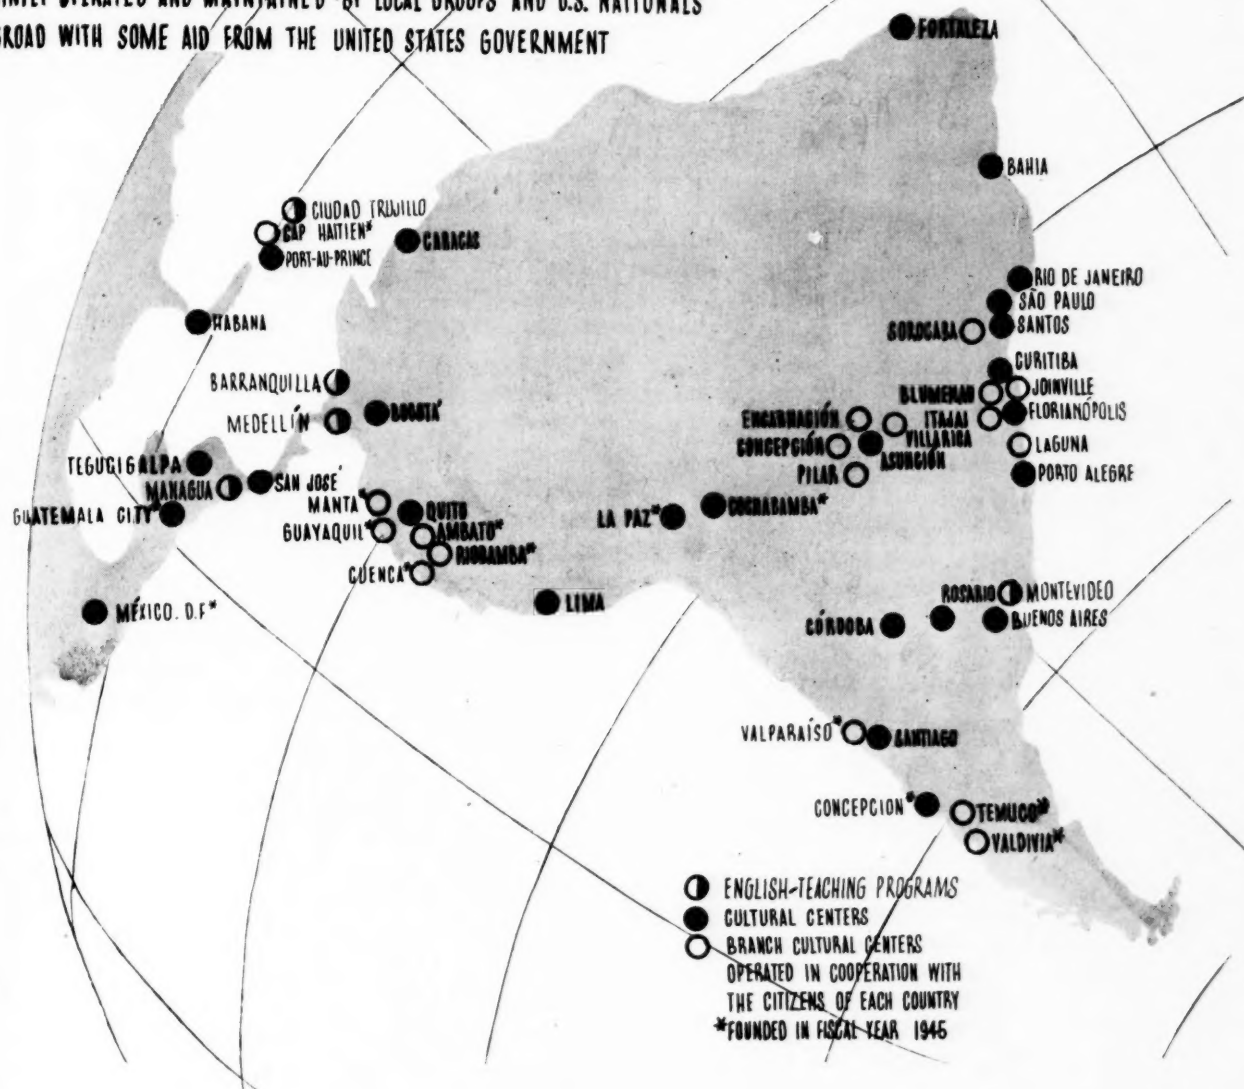 OPERATED AND MAINTAINED BY LOCAL GROUPS AND U.S. NATIONALS
WITH SOME AID FROM THE UNITED STATES GOVERNMENT
FORTALEZA
BAHIA
CIUDAD TRUJILLO
CAP HAITIEN*
PORT-AU-PRINCE
CARACAS
HABANA
RIO DE JANEIRO
SÃO PAULO
SANTOS
SOROCABA
CURITIBA
BARRANQUILLA
MEDELLÍN
BOGOTÁ
BLUMENAU
JOINVILLE
FLORIANÓPOLIS
ITAJAI
LAGUNA
PORTO ALEGRE
ENCARNACIÓN
CONCEPCIÓN
VILLARICA
ASUNCIÓN
PILAR
TEGUCIGALPA
MANAGUA
SAN JOSÉ
GUATEMALA CITY*
MANTA*
GUAYAQUIL*
QUITO
AMBATO*
RIOBAMBA*
CUENCA*
LA PAZ*
COCHABAMBA*
MÉXICO. D.F*
LIMA
ROSARIO
MONTEVIDEO
CÓRDOBA
BUENOS AIRES
VALPARAÍSO*
SANTIAGO
CONCEPCION*
TEMUCO*
VALDIVIA*
ENGLISH-TEACHING PROGRAMS
CULTURAL CENTERS
BRANCH CULTURAL CENTERS
OPERATED IN COOPERATION WITH
THE CITIZENS OF EACH COUNTRY
*FOUNDED IN FISCAL YEAR 1945